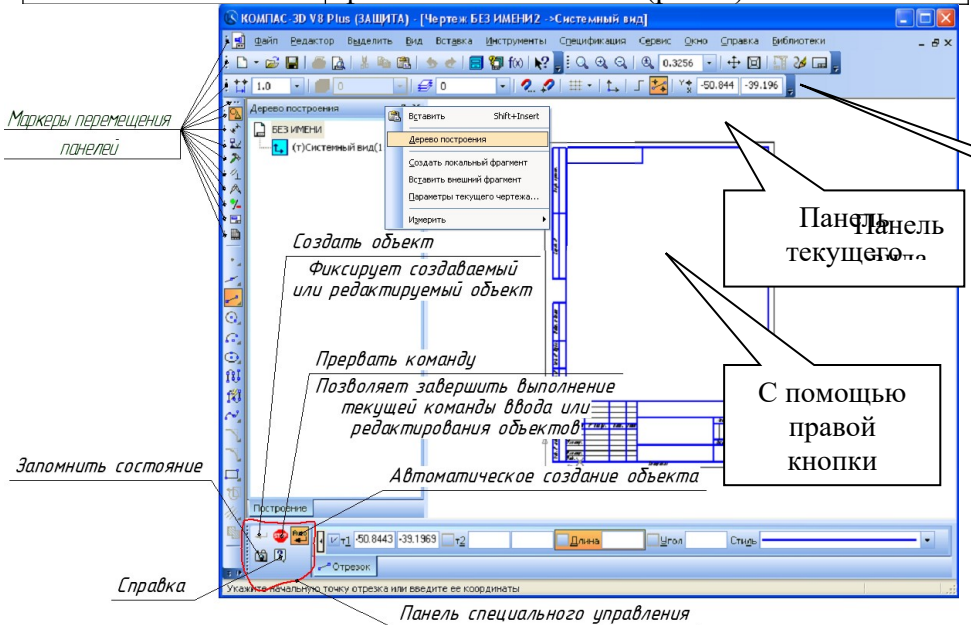 КОМПАС-3D V8 Plus (ЗАЩИТА) - [Чертеж БЕЗ ИМЕНИ2 ->Системный вид]
Файл Редактор Выделить Вид Вставка Инструменты Спецификация Сервис Окно Справка Библиотеки
0.3256
1.0 0 0 -50.844 -39.196
Маркеры перемещения
панелей
Дерево построения
БЕЗ ИМЕНИ
(т)Системный вид(1
Вставить Shift+Insert
Дерево построения
Создать локальный фрагмент
Вставить внешний фрагмент
Параметры текущего чертежа...
Измерить
Панель
текущего
Панель
Создать объект
Фиксирует создаваемый
или редактируемый объект
Прервать команду
Позволяет завершить выполнение
текущей команды ввода или
редактирования объектов
С помощью
правой
кнопки
Запомнить состояние
Автоматическое создание объекта
Построение
STOP
Auto
т1 -50.8443 -39.1969 т2 Длина Угол Стиль
Отрезок
Справка
Укажите начальную точку отрезка или введите ее координаты
Панель специального управления